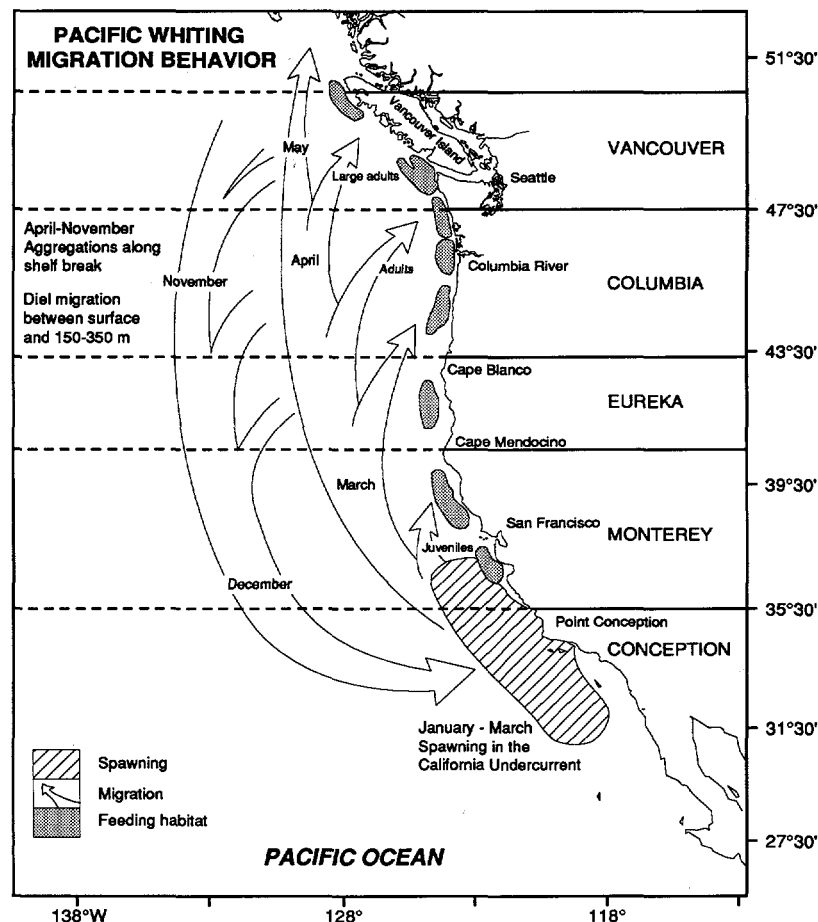 PACIFIC WHITING
MIGRATION BEHAVIOR
51°30'
Vancouver Island
VANCOUVER
May
Large adults
Seattle
47°30'
April-November
Aggregations along
shelf break
November
April
Adults
Columbia River
COLUMBIA
Diel migration
between surface
and 150-350 m
43°30'
Cape Blanco
EUREKA
Cape Mendocino
March
39°30'
San Francisco
MONTEREY
Juveniles
December
35°30'
Point Conception
CONCEPTION
January - March
Spawning in the
California Undercurrent
31°30'
Spawning
Migration
Feeding habitat
27°30'
PACIFIC OCEAN
138°W
128°
118°